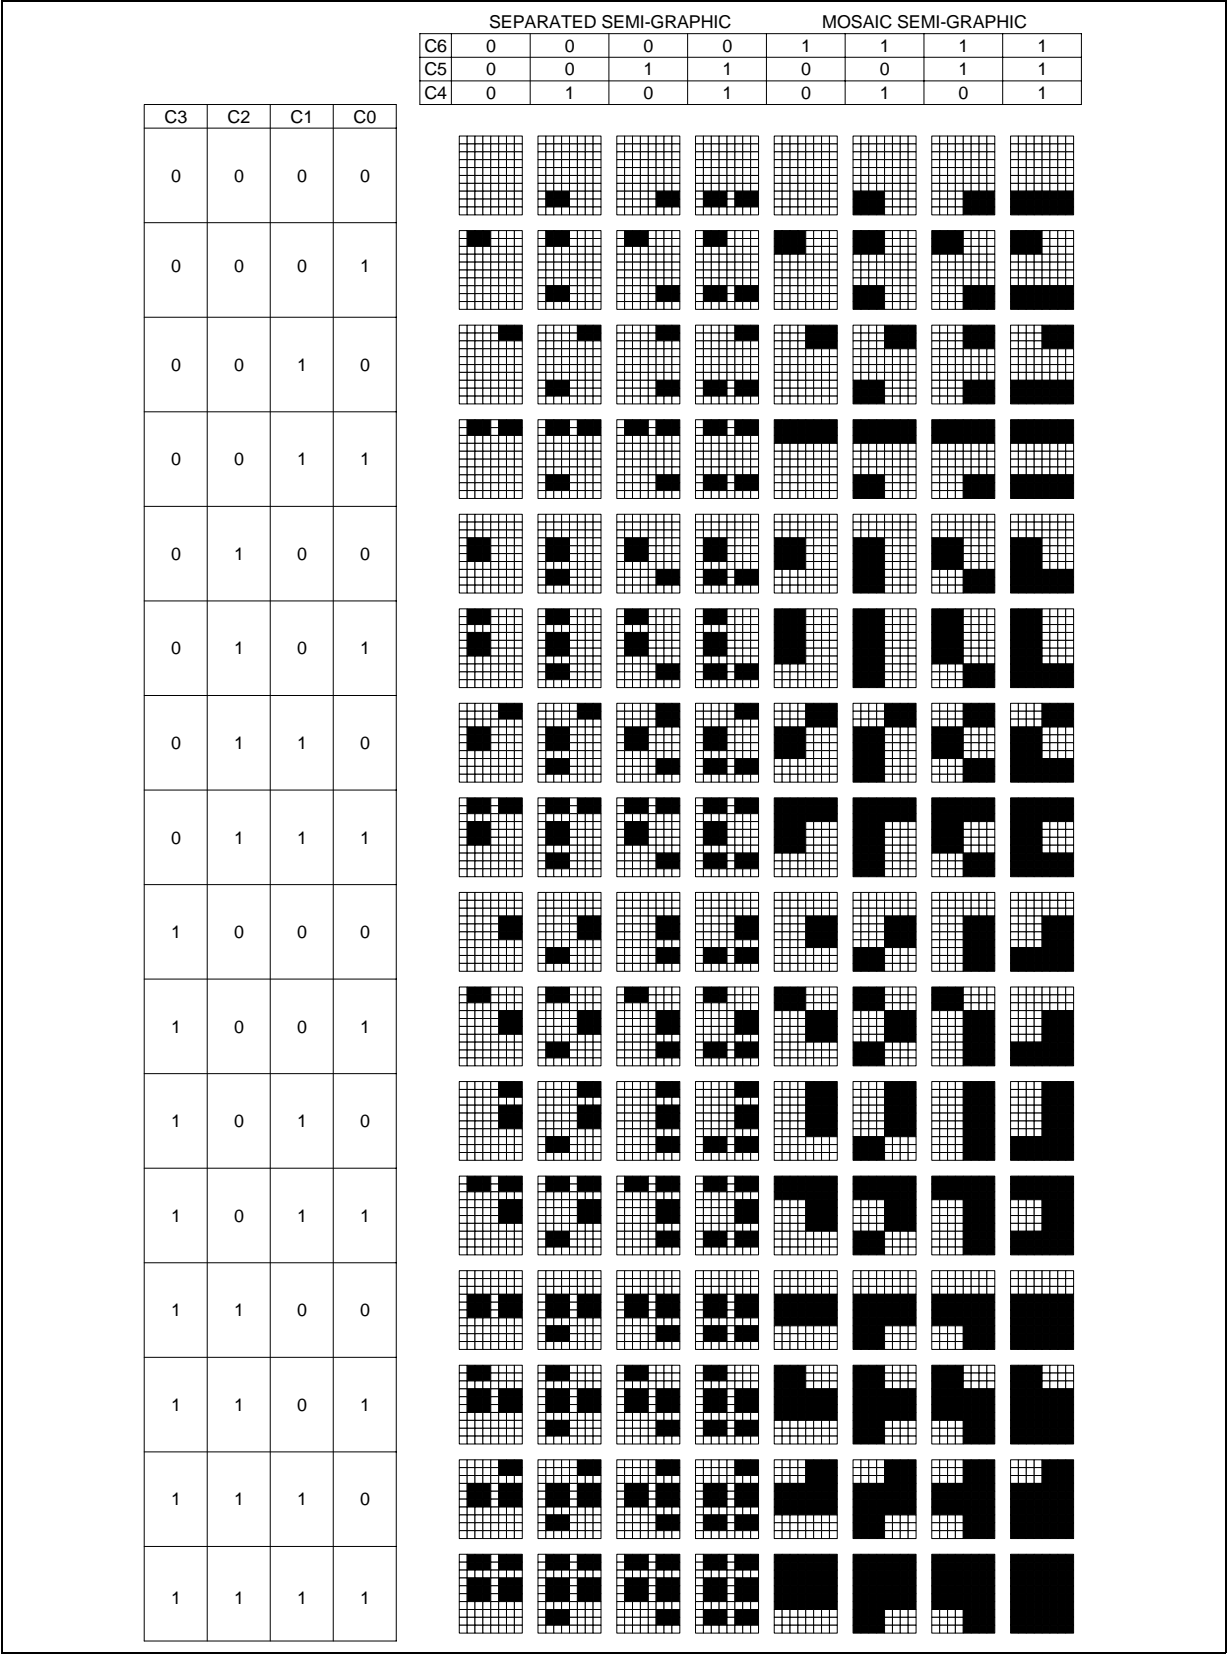 SEPARATED SEMI-GRAPHIC MOSAIC SEMI-GRAPHIC
C6 0 0 0 0 1 1 1 1
C5 0 0 1 1 0 0 1 1
C4 0 1 0 1 0 1 0 1
C3 C2 C1 C0
0 0 0 0
0 0 0 1
0 0 1 0
0 0 1 1
0 1 0 0
0 1 0 1
0 1 1 0
0 1 1 1
1 0 0 0
1 0 0 1
1 0 1 0
1 0 1 1
1 1 0 0
1 1 0 1
1 1 1 0
1 1 1 1